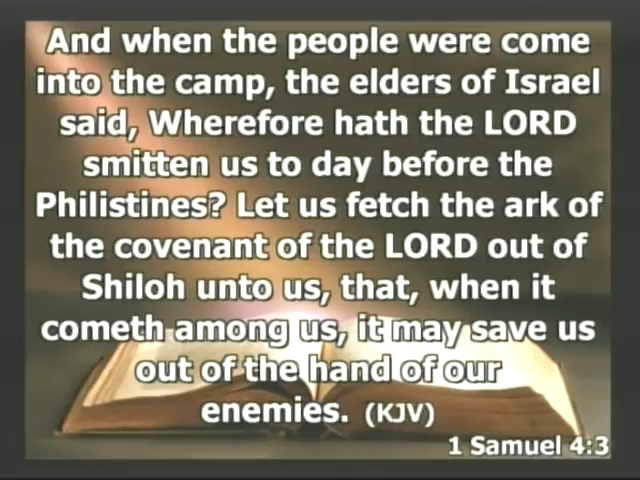 And when the people were come
into the camp, the elders of Israel
said, Wherefore hath the LORD
smitten us to day before the
Philistines? Let us fetch the ark of
the covenant of the LORD out of
Shiloh unto us, that, when it
cometh among us, it may save us
out of the hand of our
enemies. (KJV)
1 Samuel 4:3